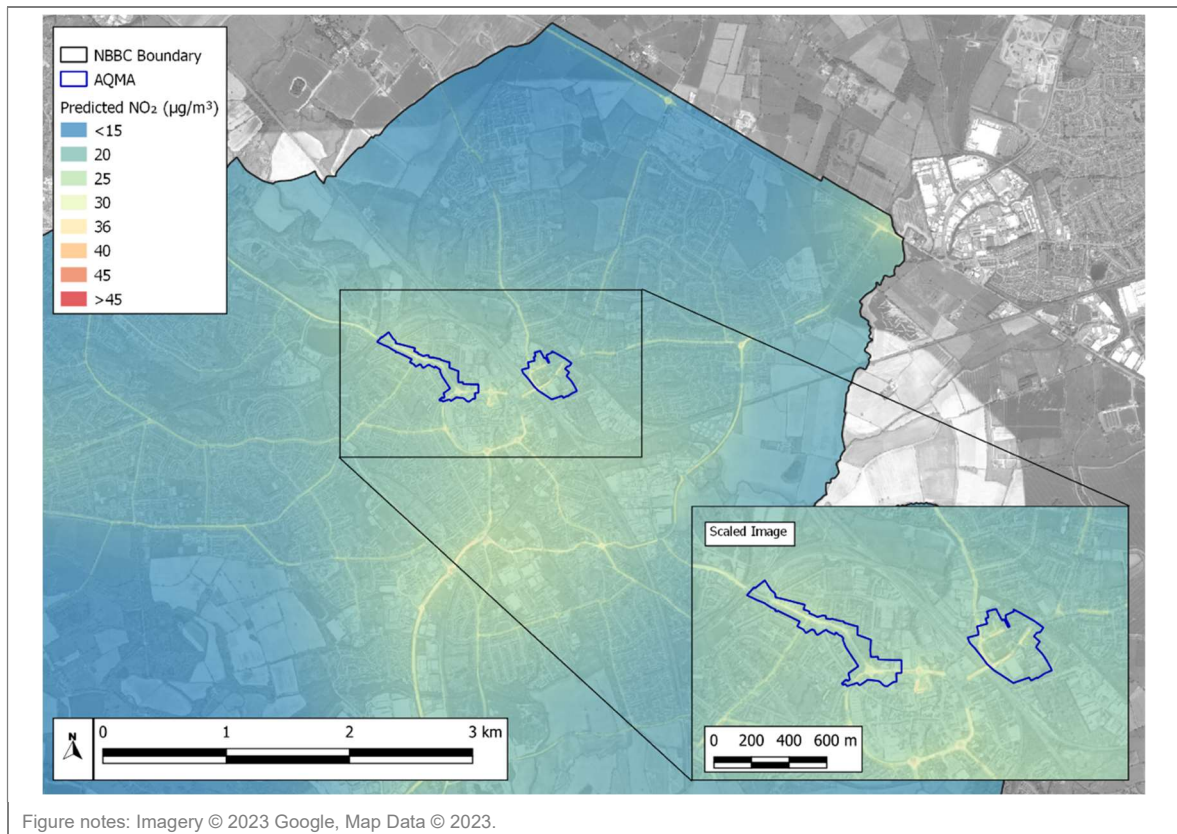 NBBC Boundary
AQMA
Predicted NO₂ (µg/m³)
<15
20
25
30
36
40
45
>45
Scaled Image
N
0 1 2 3 km
0 200 400 600 m
Figure notes: Imagery © 2023 Google, Map Data © 2023.